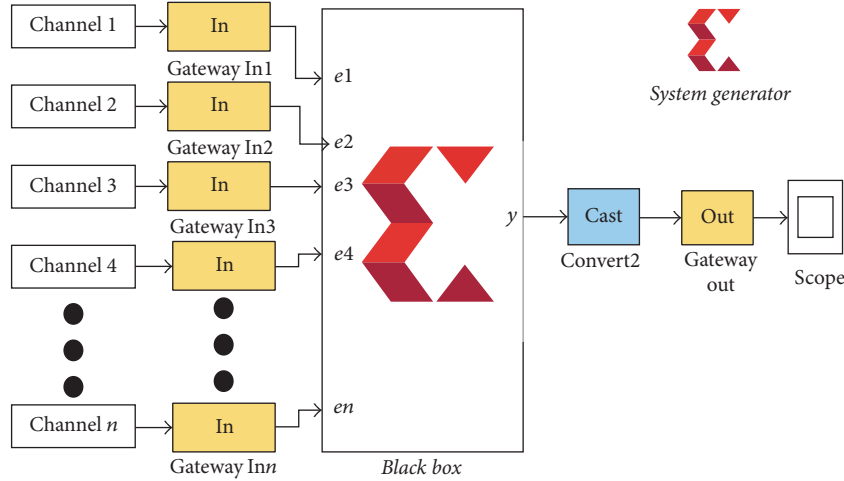 Channel 1
In
Gateway In1
e1
System generator
Channel 2
In
Gateway In2
e2
Channel 3
In
Gateway In3
e3
y
Cast
Convert2
Out
Gateway
out
Scope
Channel 4
In
e4
Channel n
In
Gateway Inn
en
Black box